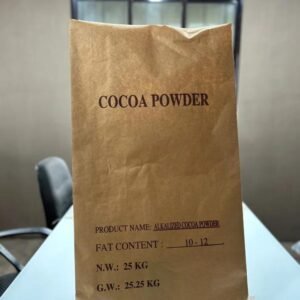 COCOA POWDER
PRODUCT NAME: ALKALIZED COCOA POWDER
FAT CONTENT : 10 - 12
N.W.: 25 KG
G.W.: 25.25 KG